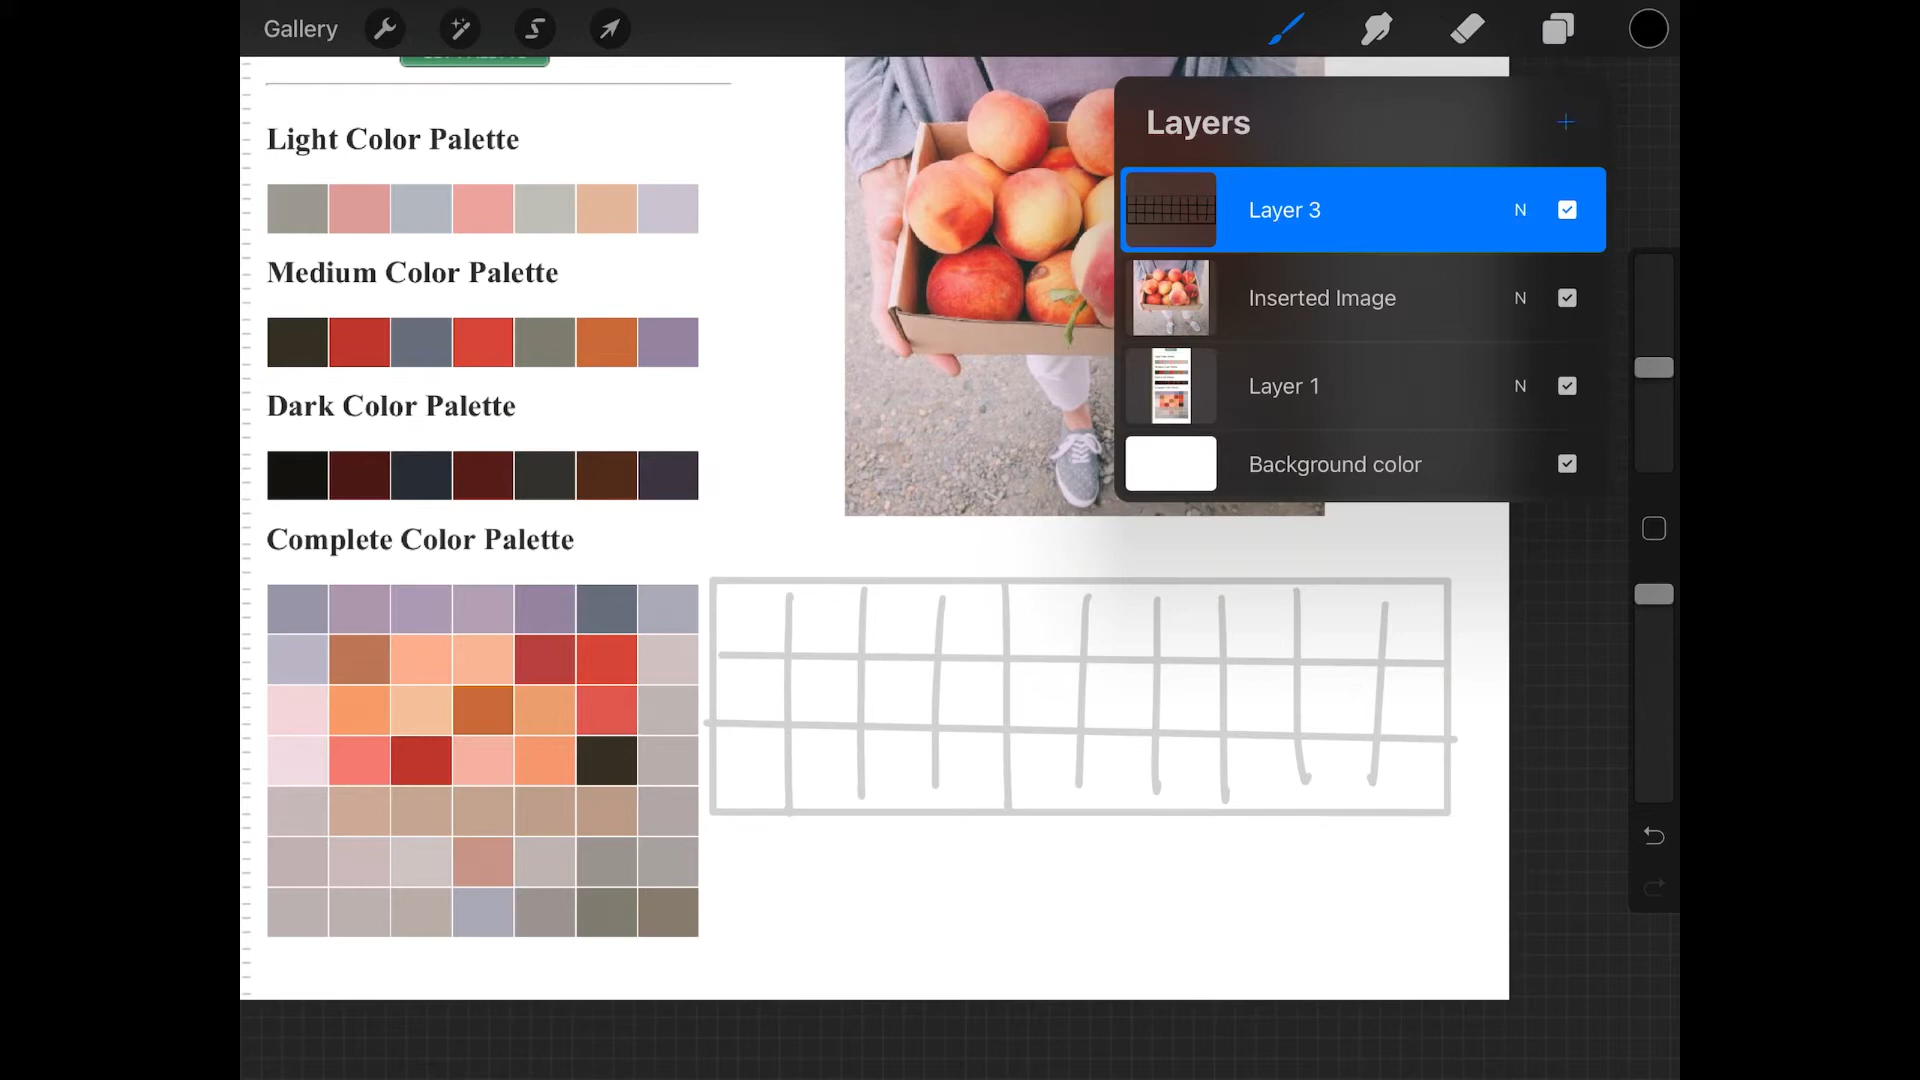 Gallery
Light Color Palette
Medium Color Palette
Dark Color Palette
Complete Color Palette
Layers
Layer 3 N
Inserted Image N
Layer 1 N
Background color